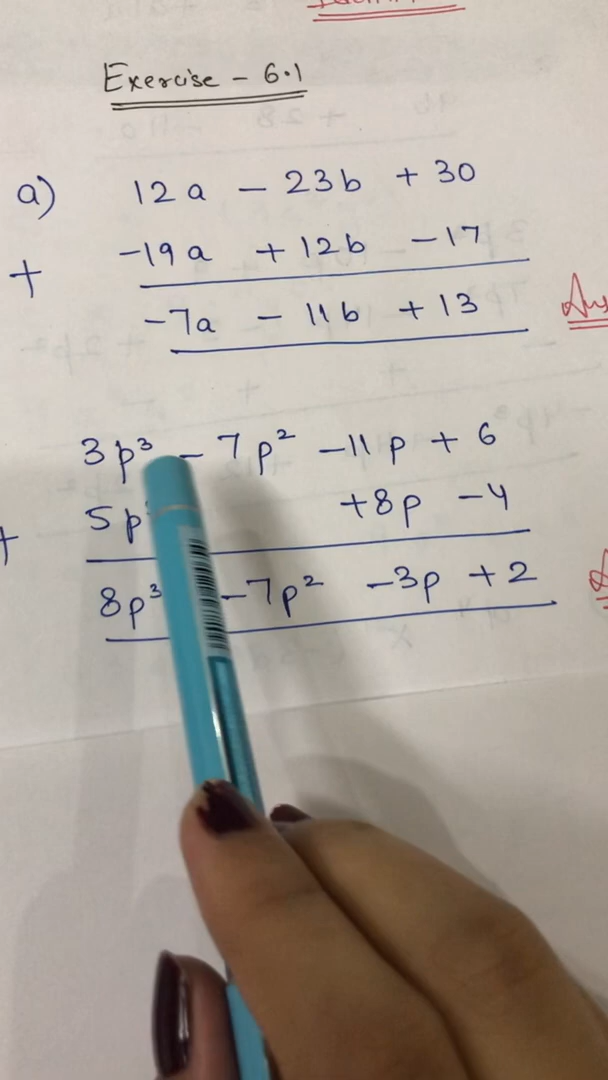 Exercise - 6.1
a) 12a - 23b + 30
+ -19a + 12b - 17
-7a - 11b + 13
Ans
3p³ - 7p² - 11p + 6
+ 5p +8p - 4
8p³ -7p² -3p +2